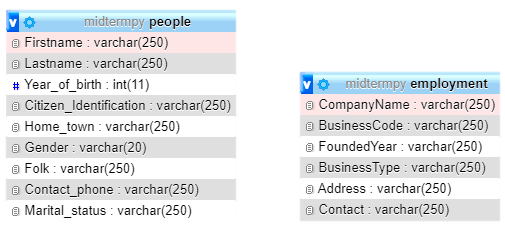 midtermpy people
Firstname : varchar(250)
Lastname : varchar(250)
Year_of_birth : int(11)
Citizen_Identification : varchar(250)
Home_town : varchar(250)
Gender : varchar(20)
Folk : varchar(250)
Contact_phone : varchar(250)
Marital_status : varchar(250)
midtermpy employment
CompanyName : varchar(250)
BusinessCode : varchar(250)
FoundedYear : varchar(250)
BusinessType : varchar(250)
Address : varchar(250)
Contact : varchar(250)